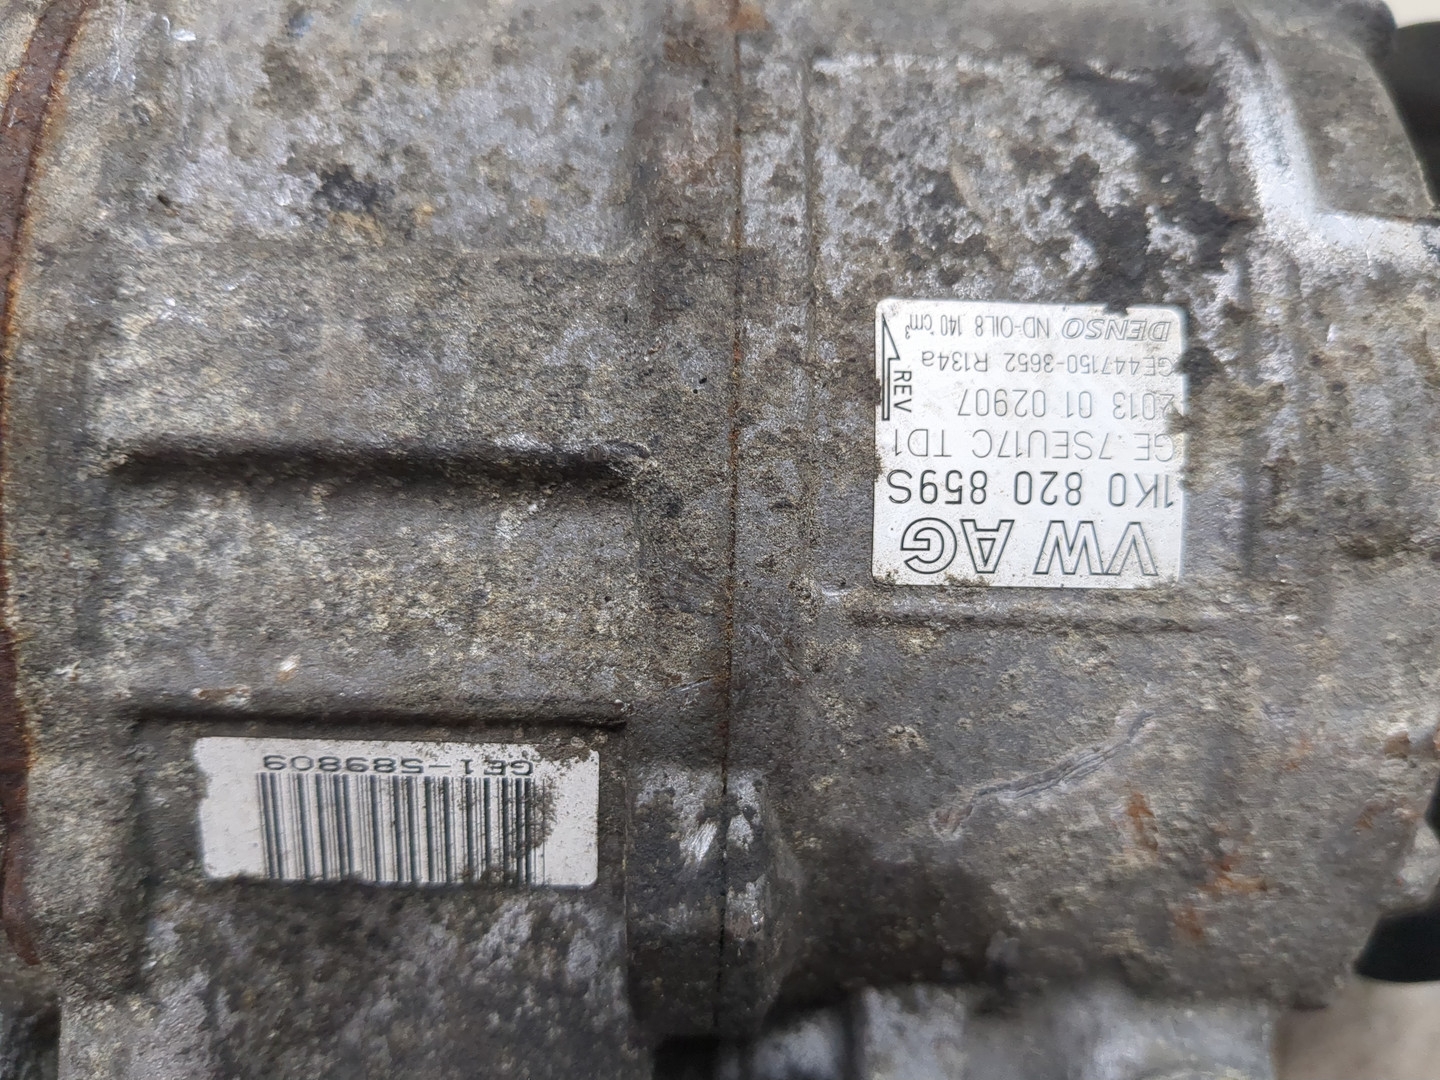 VW AG
1K0 820 859S
GE 7SEU17C TD1
2013 01 02907
GE447150-3652 R134a
DENSO ND-OIL8 140 cm³
REV
GE1-589809